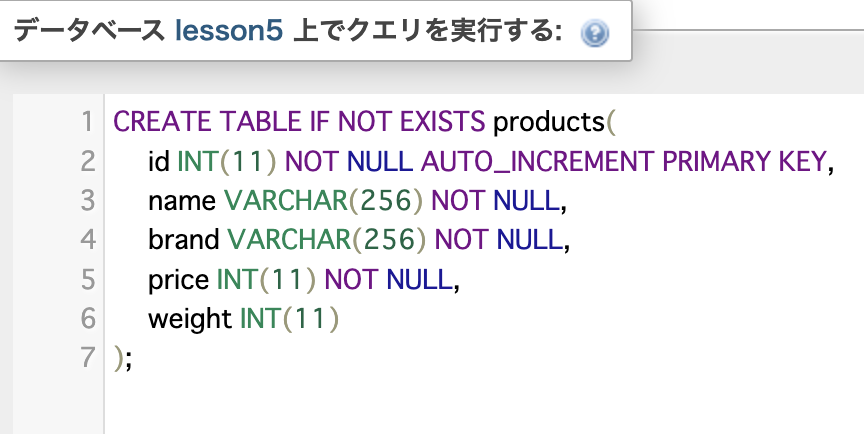 データベース lesson5 上でクエリを実行する:
1 CREATE TABLE IF NOT EXISTS products(
2 id INT(11) NOT NULL AUTO_INCREMENT PRIMARY KEY,
3 name VARCHAR(256) NOT NULL,
4 brand VARCHAR(256) NOT NULL,
5 price INT(11) NOT NULL,
6 weight INT(11)
7 );